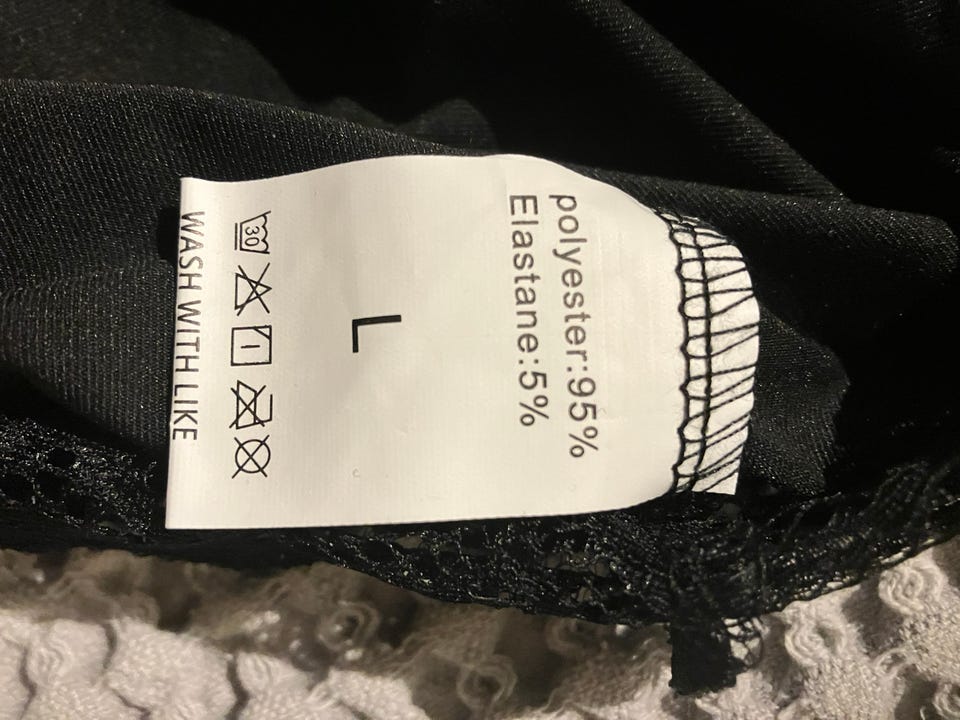 polyester:95%
Elastane:5%
L
30
WASH WITH LIKE